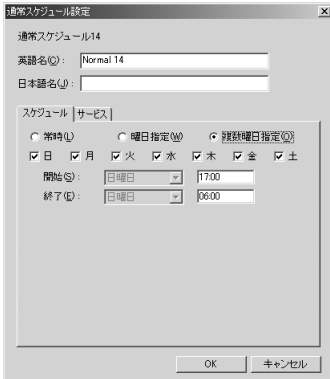 通常スケジュール設定
通常スケジュール14
英語名(C): Normal 14
日本語名(J):
スケジュール サービス
常時(L) 曜日指定(W) 複数曜日指定(O)
日 月 火 水 木 金 土
開始(S): 日曜日 17:00
終了(E): 日曜日 06:00
OK キャンセル